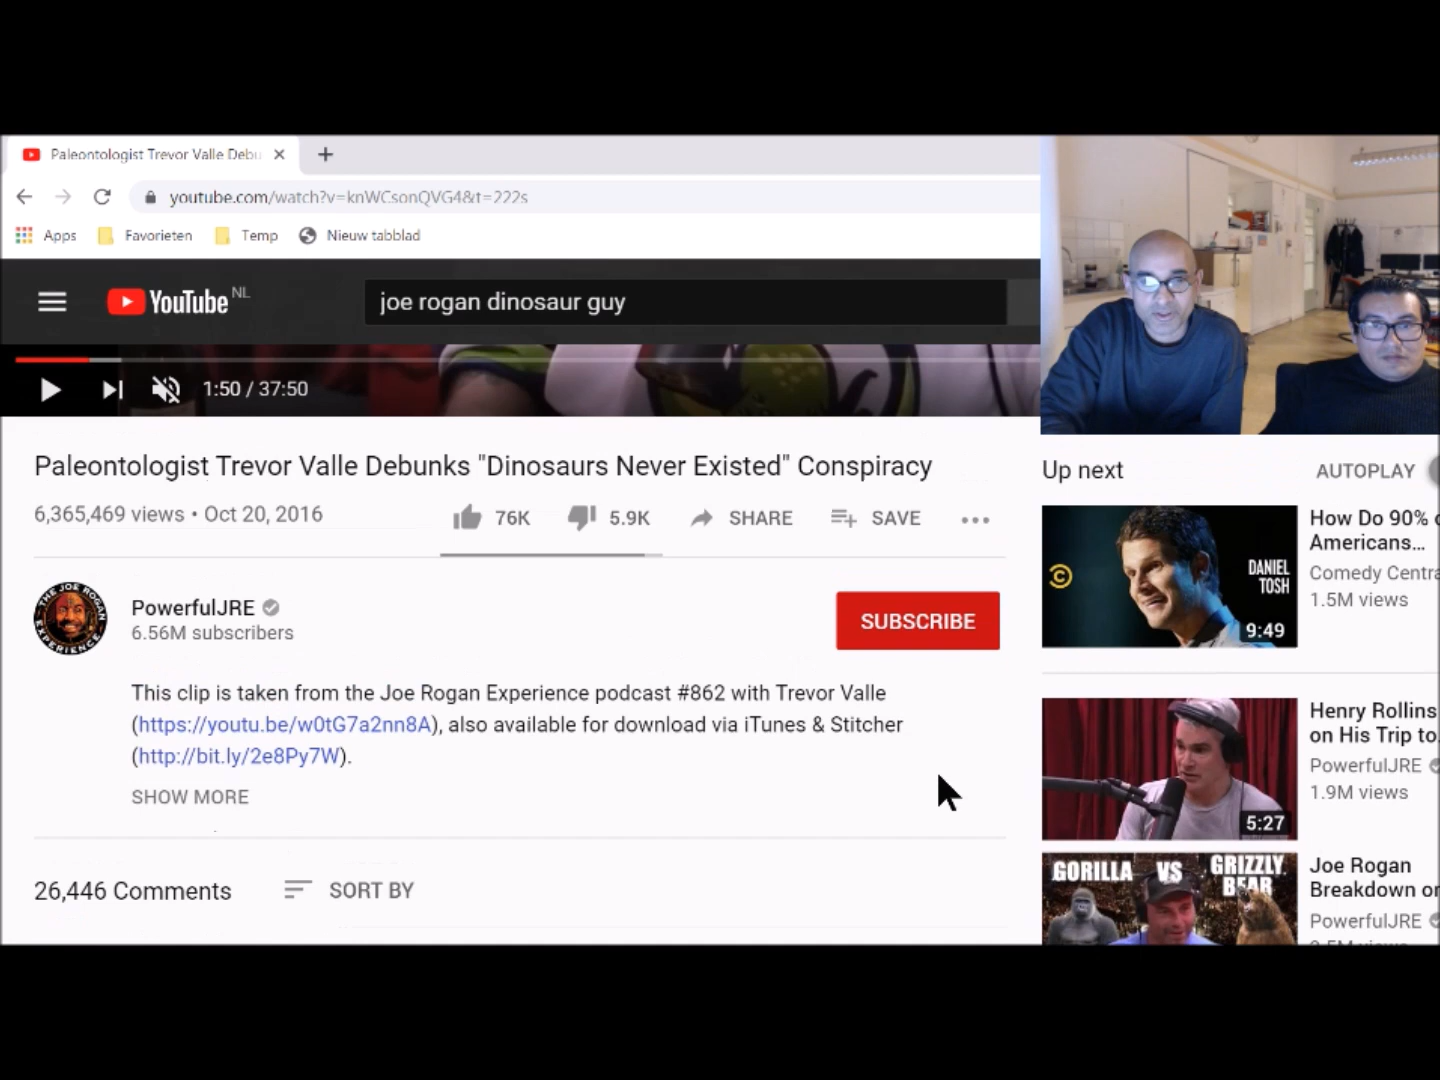 Paleontologist Trevor Valle Debu
youtube.com/watch?v=knWCsonQVG4&t=222s
Apps Favorieten Temp Nieuw tabblad
YouTube NL
joe rogan dinosaur guy
1:50 / 37:50
Paleontologist Trevor Valle Debunks "Dinosaurs Never Existed" Conspiracy
6,365,469 views • Oct 20, 2016
76K 5.9K SHARE SAVE
THE JOE ROGAN EXPERIENCE
PowerfulJRE
6.56M subscribers
SUBSCRIBE
This clip is taken from the Joe Rogan Experience podcast #862 with Trevor Valle
(https://youtu.be/w0tG7a2nn8A), also available for download via iTunes & Stitcher
(http://bit.ly/2e8Py7W).
SHOW MORE
26,446 Comments SORT BY
Up next AUTOPLAY
DANIEL
TOSH
9:49
How Do 90% o
Americans...
Comedy Centra
1.5M views
5:27
Henry Rollins
on His Trip to
PowerfulJRE
1.9M views
GORILLA VS GRIZZLY
BEAR
Joe Rogan
Breakdown on
PowerfulJRE